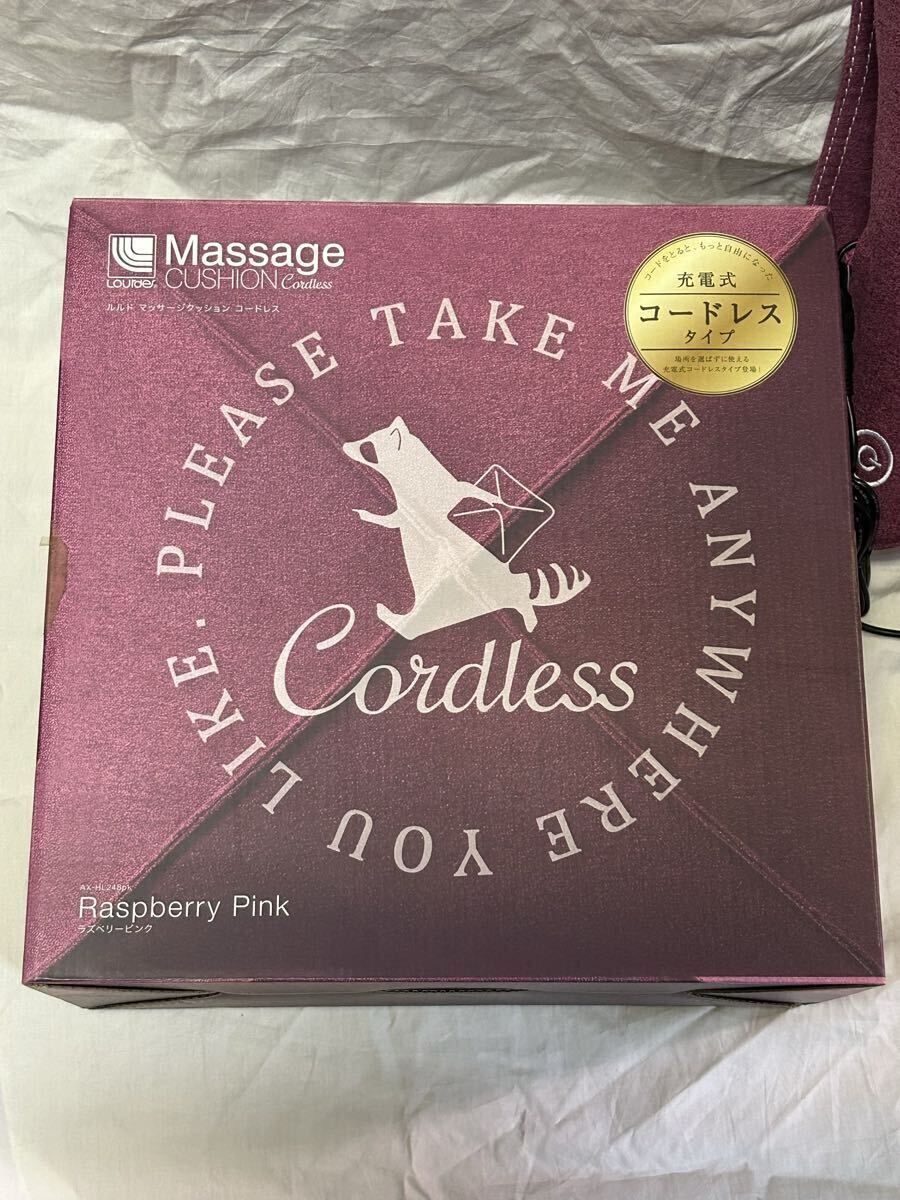 Lourdes
Massage
CUSHION Cordless
ルルド マッサージクッション コードレス
コードをとると、もっと自由になった
充電式
コードレス
タイプ
場所を選ばずに使える
充電式コードレスタイプ登場!
PLEASE TAKE ME ANYWHERE YOU LIKE.
Cordless
AX-HL248pk
Raspberry Pink
ラズベリーピンク